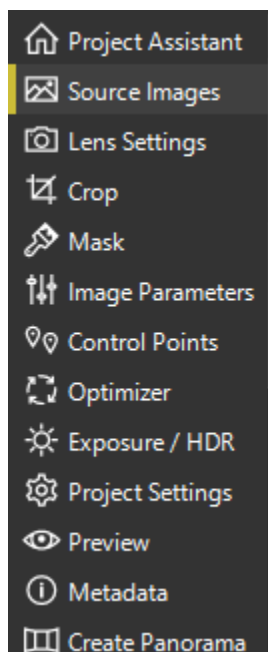 Project Assistant
Source Images
Lens Settings
Crop
Mask
Image Parameters
Control Points
Optimizer
Exposure / HDR
Project Settings
Preview
Metadata
Create Panorama